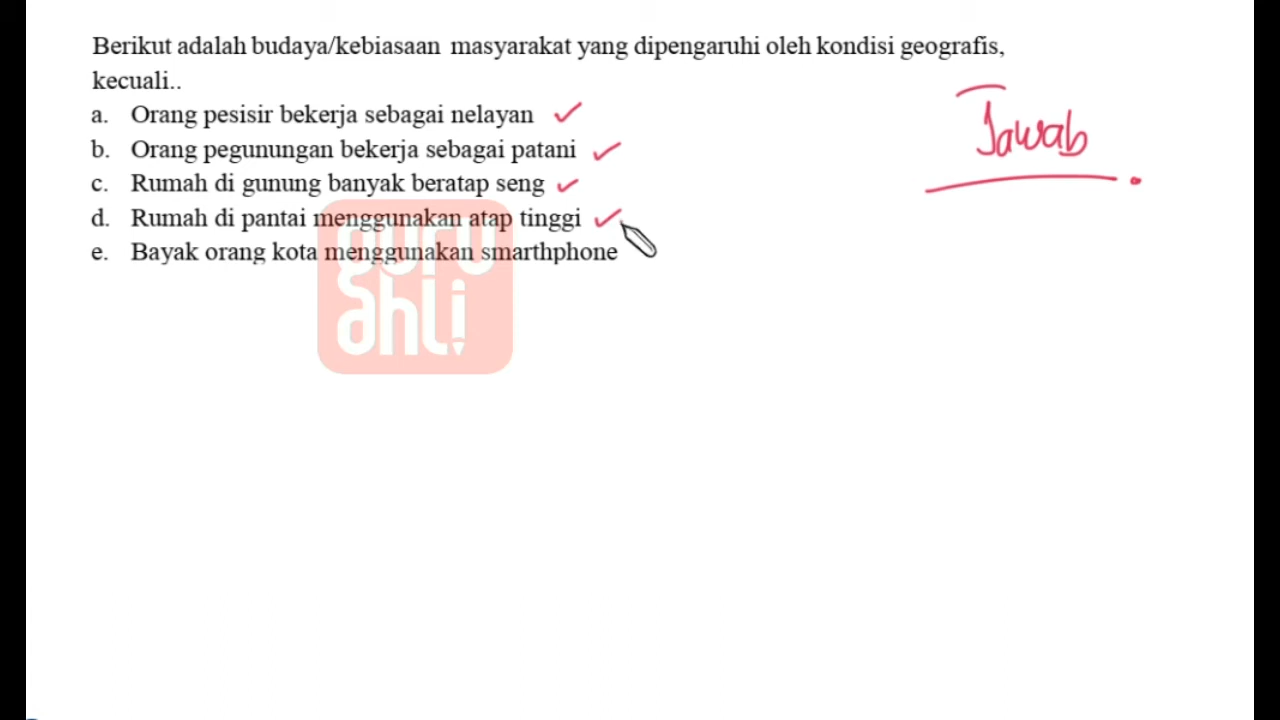 Berikut adalah budaya/kebiasaan masyarakat yang dipengaruhi oleh kondisi geografis,
kecuali..
a. Orang pesisir bekerja sebagai nelayan
b. Orang pegunungan bekerja sebagai patani
c. Rumah di gunung banyak beratap seng
d. Rumah di pantai menggunakan atap tinggi
e. Bayak orang kota menggunakan smarthphone
Jawab
guru
ahli